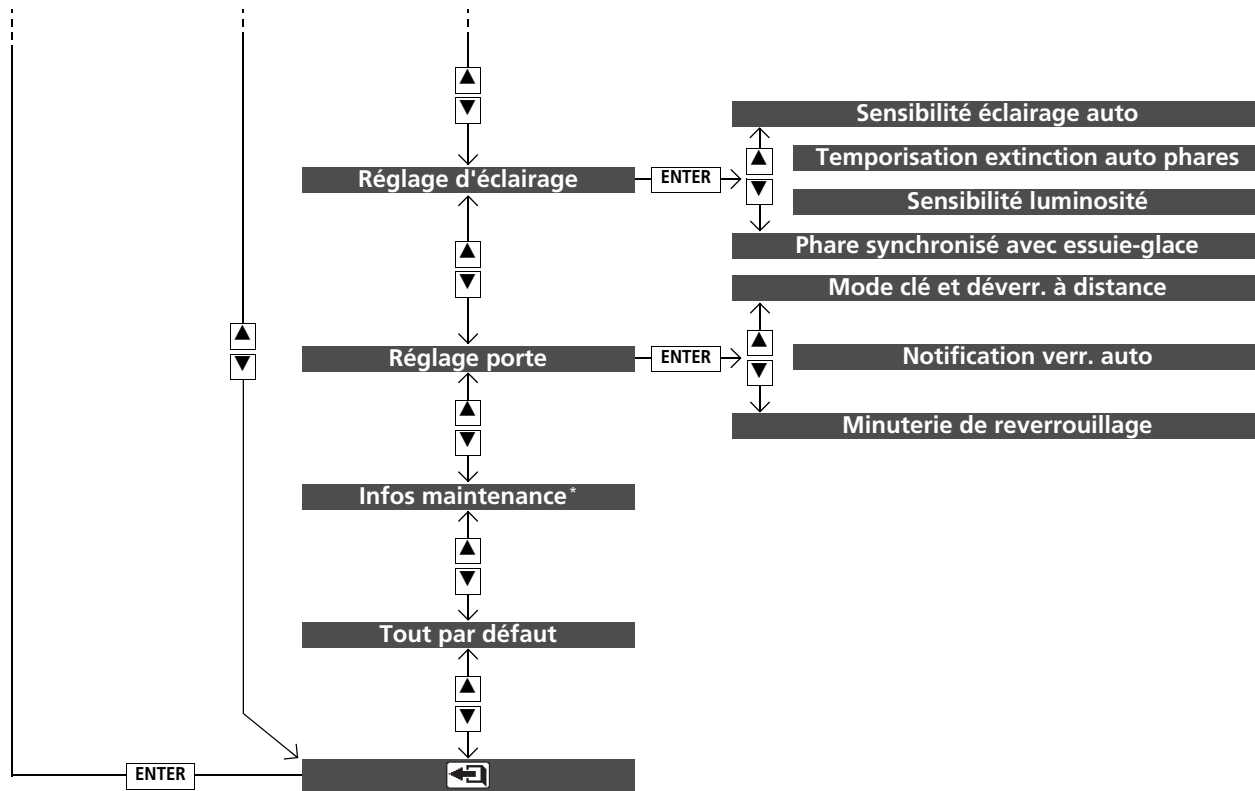 Sensibilité éclairage auto
Temporisation extinction auto phares
Réglage d'éclairage
ENTER
Sensibilité luminosité
Phare synchronisé avec essuie-glace
Mode clé et déverr. à distance
Réglage porte
ENTER
Notification verr. auto
Minuterie de reverrouillage
Infos maintenance*
Tout par défaut
ENTER